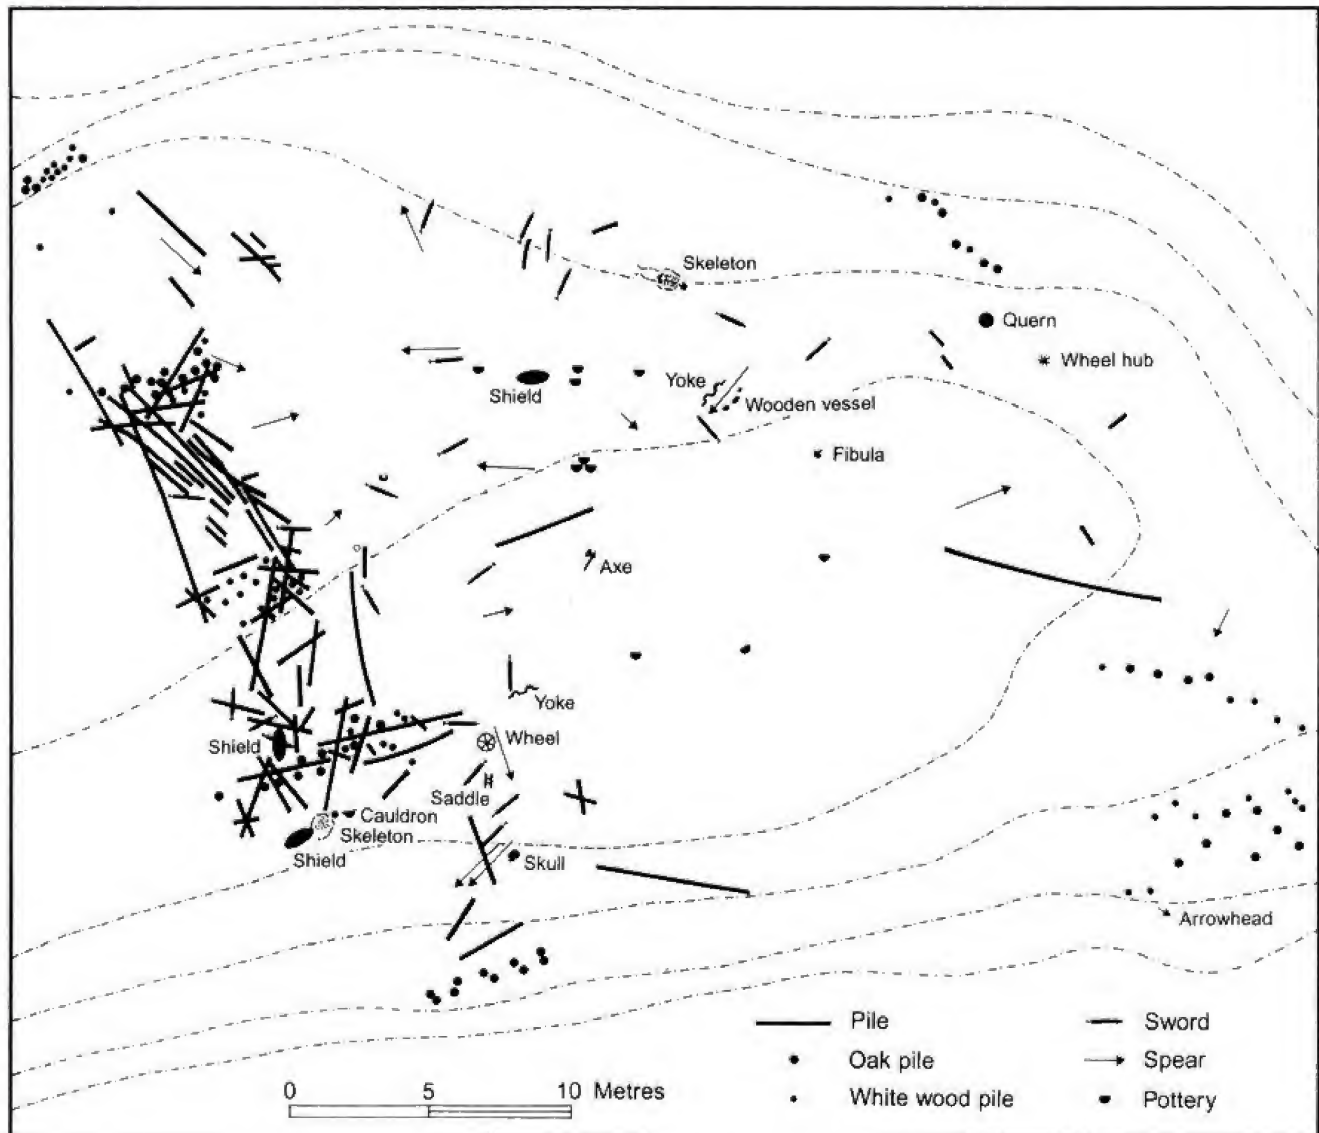 Skeleton
Quern
Wheel hub
Shield
Yoke
Wooden vessel
Fibula
Axe
Yoke
Shield
Wheel
Saddle
Cauldron
Skeleton
Shield
Skull
Arrowhead
Pile
Sword
Oak pile
Spear
White wood pile
Pottery
0 5 10 Metres